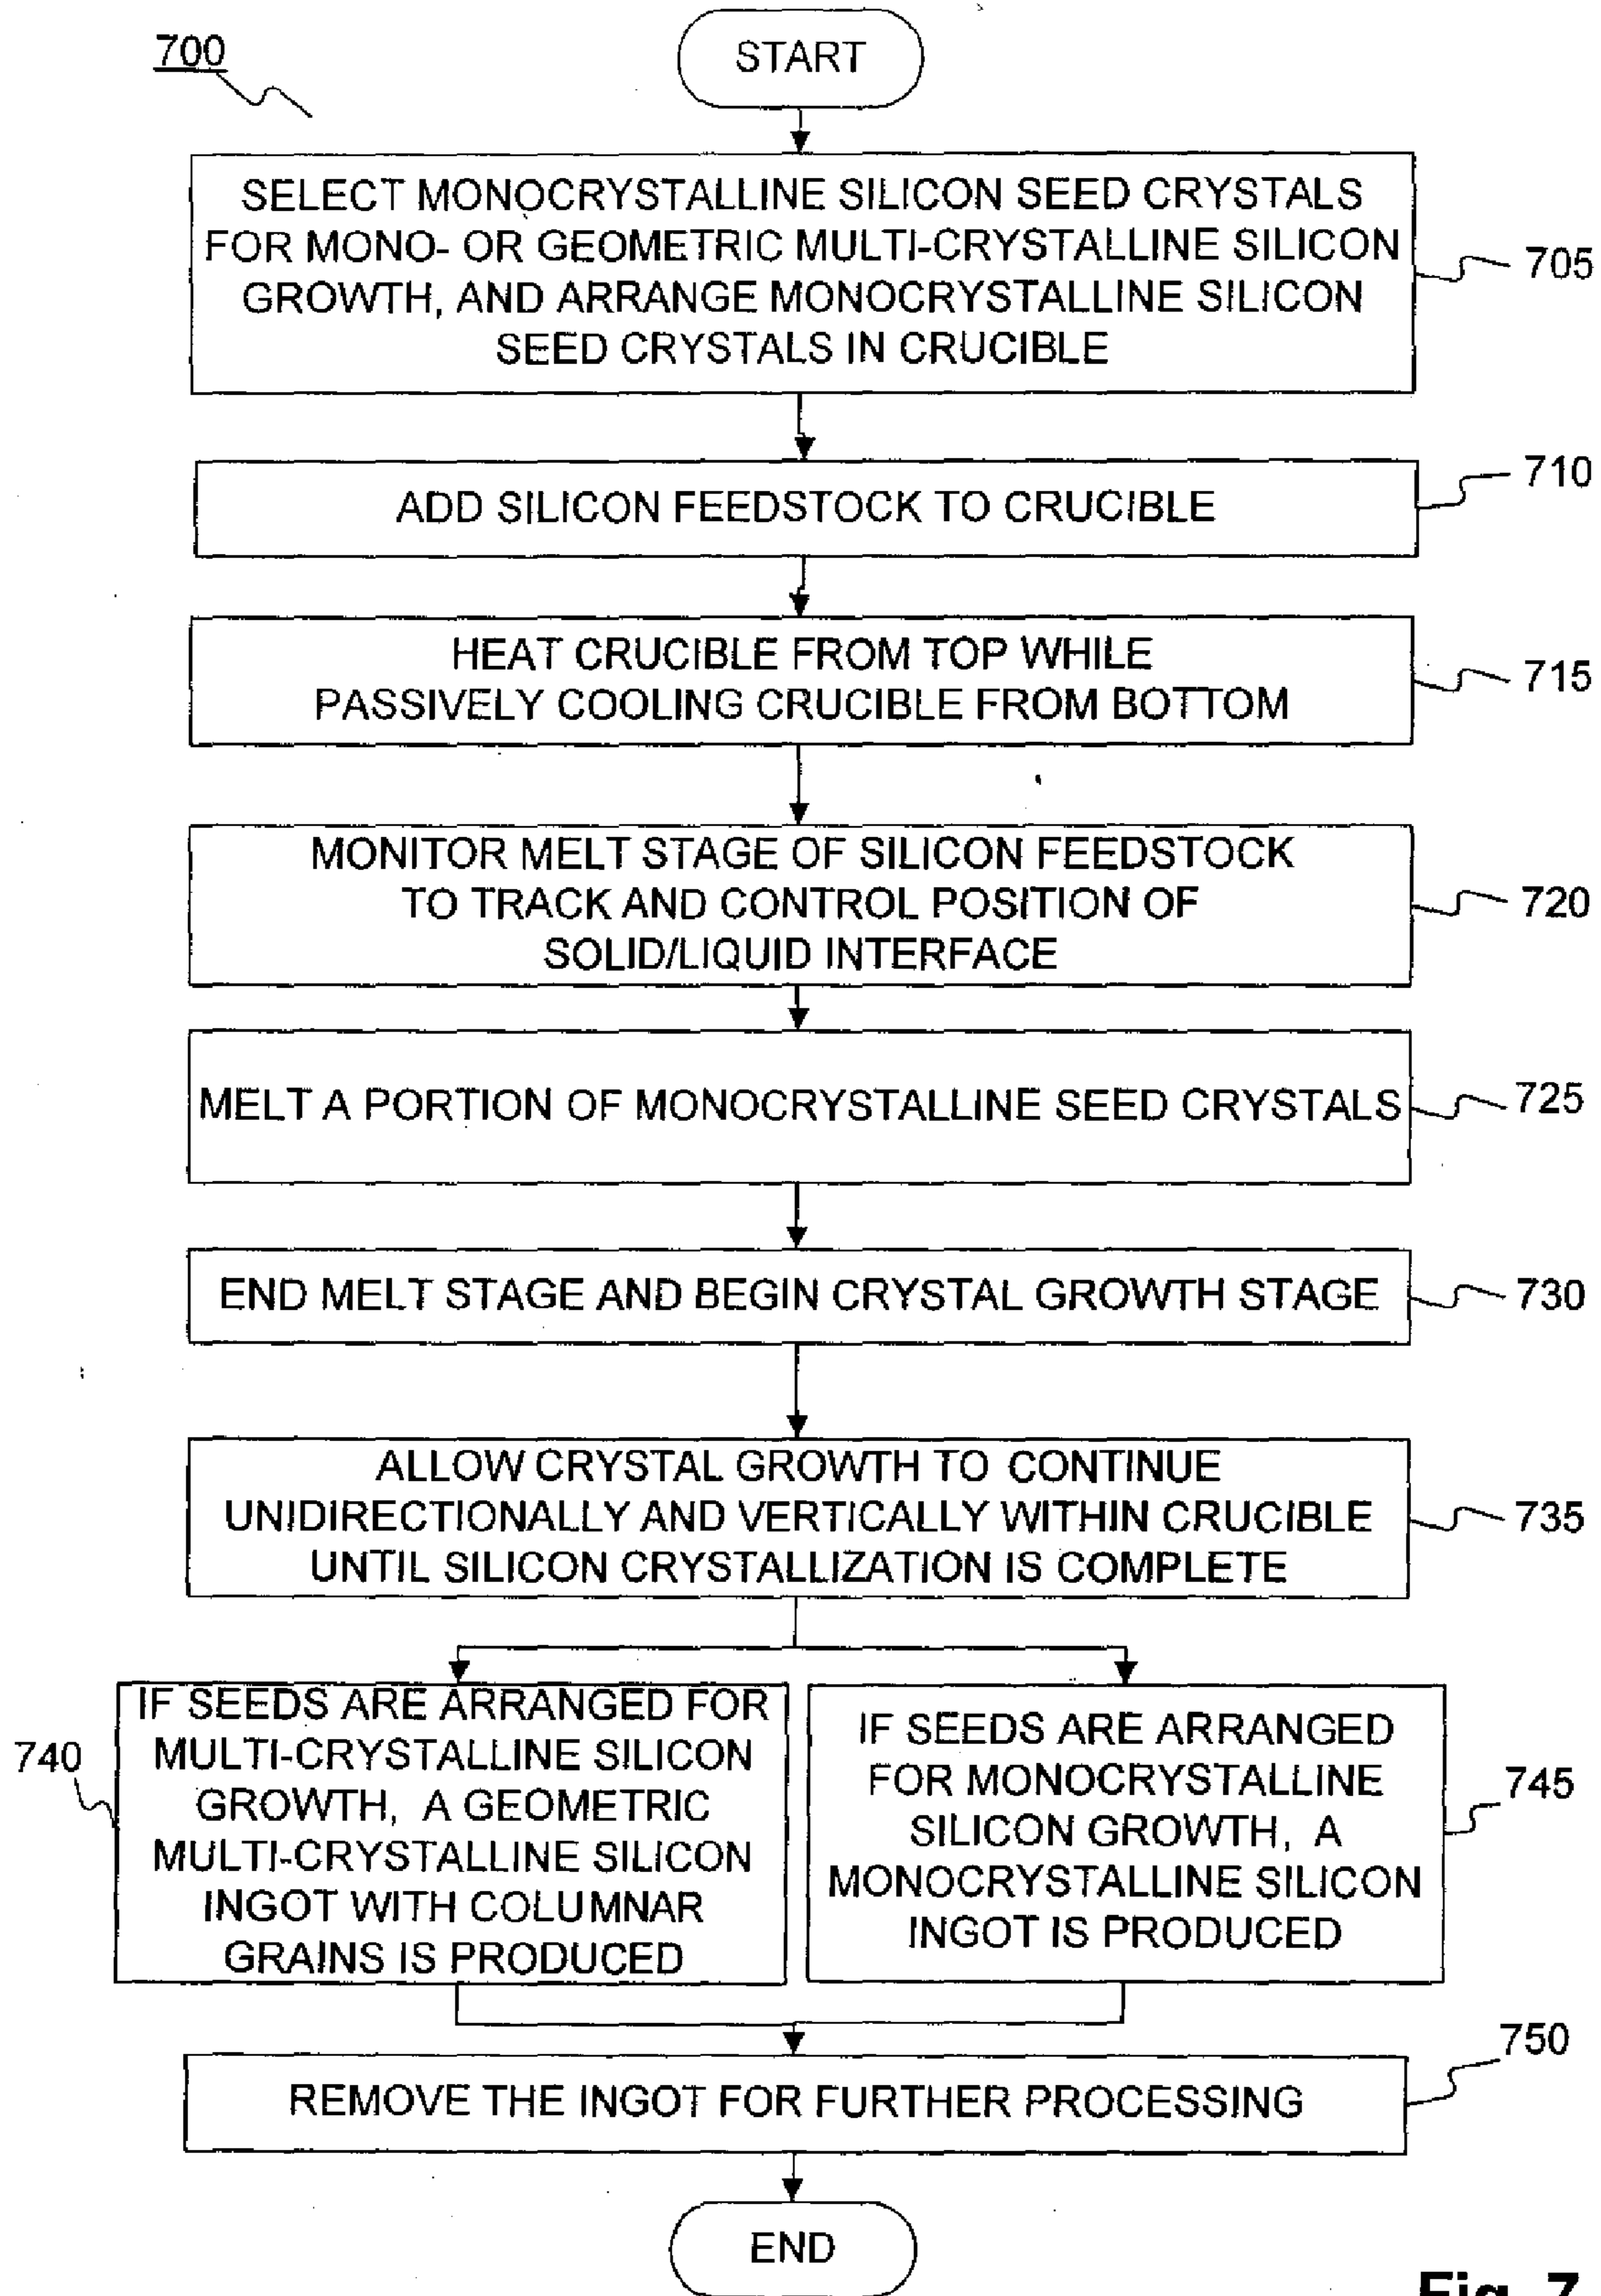 700
START
SELECT MONOCRYSTALLINE SILICON SEED CRYSTALS
FOR MONO- OR GEOMETRIC MULTI-CRYSTALLINE SILICON
GROWTH, AND ARRANGE MONOCRYSTALLINE SILICON
SEED CRYSTALS IN CRUCIBLE
705
ADD SILICON FEEDSTOCK TO CRUCIBLE
710
HEAT CRUCIBLE FROM TOP WHILE
PASSIVELY COOLING CRUCIBLE FROM BOTTOM
715
MONITOR MELT STAGE OF SILICON FEEDSTOCK
TO TRACK AND CONTROL POSITION OF
SOLID/LIQUID INTERFACE
720
MELT A PORTION OF MONOCRYSTALLINE SEED CRYSTALS
725
END MELT STAGE AND BEGIN CRYSTAL GROWTH STAGE
730
ALLOW CRYSTAL GROWTH TO CONTINUE
UNIDIRECTIONALLY AND VERTICALLY WITHIN CRUCIBLE
UNTIL SILICON CRYSTALLIZATION IS COMPLETE
735
740
IF SEEDS ARE ARRANGED FOR
MULTI-CRYSTALLINE SILICON
GROWTH, A GEOMETRIC
MULTI-CRYSTALLINE SILICON
INGOT WITH COLUMNAR
GRAINS IS PRODUCED
IF SEEDS ARE ARRANGED
FOR MONOCRYSTALLINE
SILICON GROWTH, A
MONOCRYSTALLINE SILICON
INGOT IS PRODUCED
745
REMOVE THE INGOT FOR FURTHER PROCESSING
750
END
Fig. 7